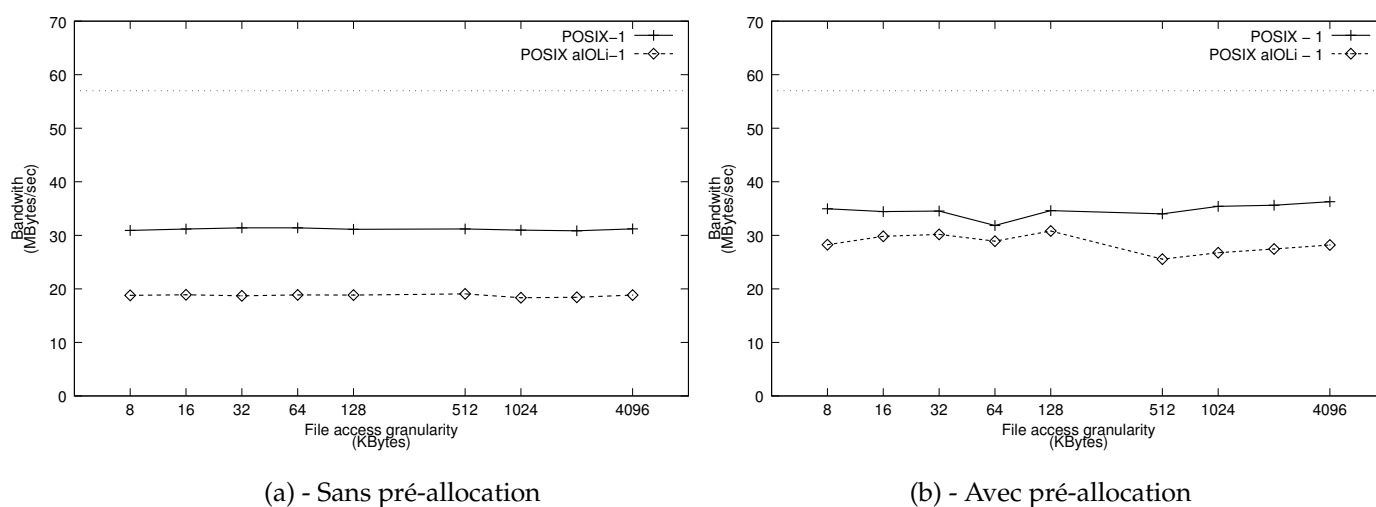 70
60
50
40
30
20
10
0
Bandwith
(MBytes/sec)
POSIX−1
POSIX aIOLi−1
8 16 32 64 128 512 1024 4096
File access granularity
(KBytes)
(a) - Sans pré-allocation
70
60
50
40
30
20
10
0
Bandwith
(MBytes/sec)
POSIX − 1
POSIX aIOLi − 1
8 16 32 64 128 512 1024 4096
File access granularity
(KBytes)
(b) - Avec pré-allocation